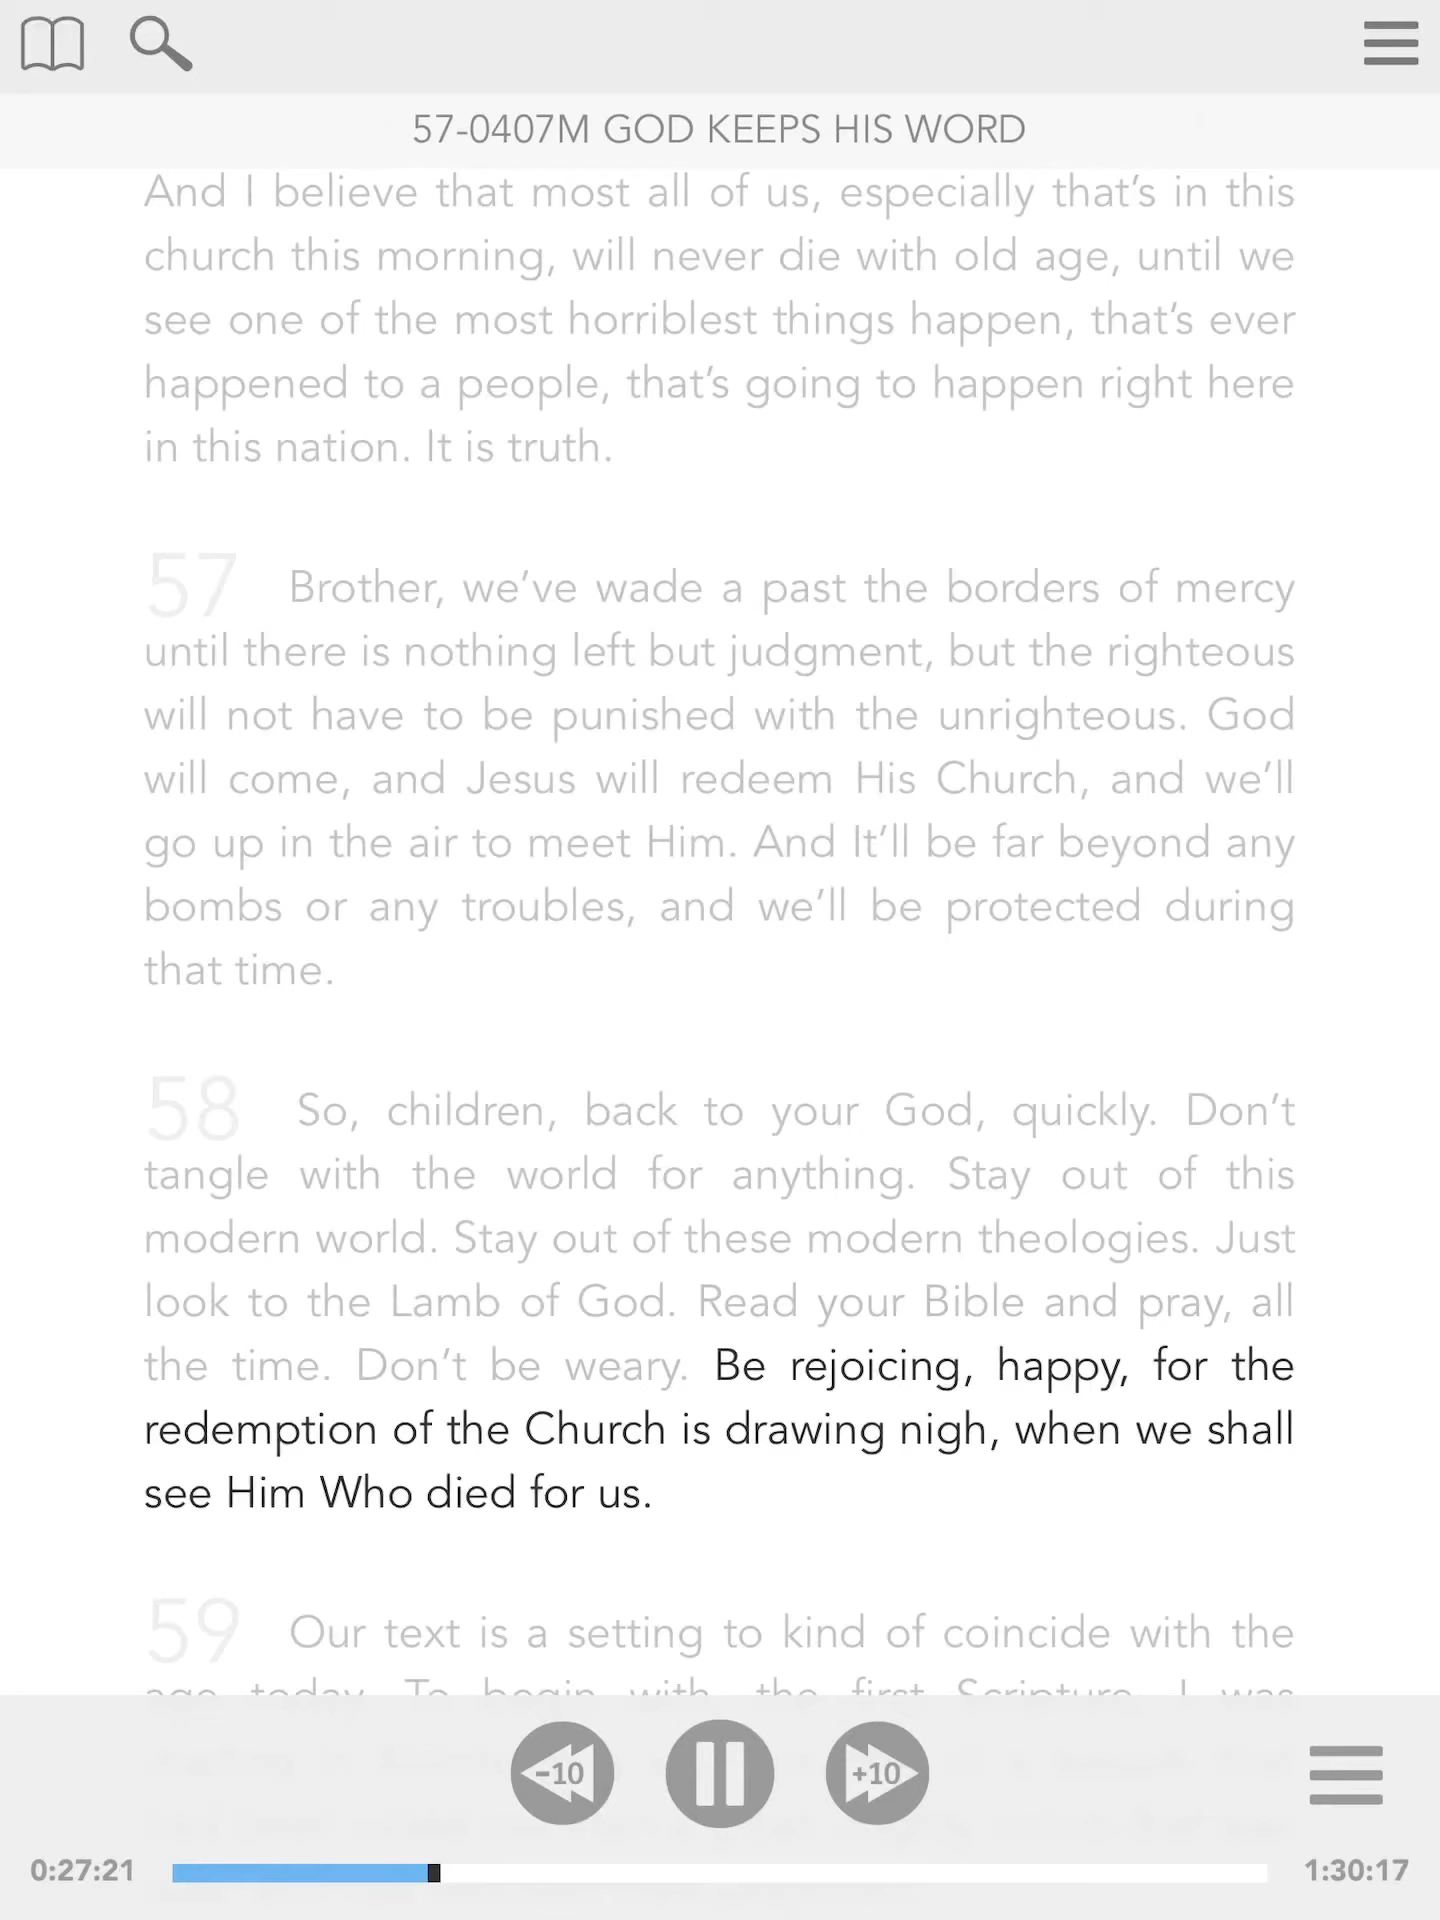 57-0407M GOD KEEPS HIS WORD
And I believe that most all of us, especially that’s in this
church this morning, will never die with old age, until we
see one of the most horriblest things happen, that’s ever
happened to a people, that’s going to happen right here
in this nation. It is truth.
57 Brother, we’ve wade a past the borders of mercy
until there is nothing left but judgment, but the righteous
will not have to be punished with the unrighteous. God
will come, and Jesus will redeem His Church, and we’ll
go up in the air to meet Him. And It’ll be far beyond any
bombs or any troubles, and we’ll be protected during
that time.
58 So, children, back to your God, quickly. Don’t
tangle with the world for anything. Stay out of this
modern world. Stay out of these modern theologies. Just
look to the Lamb of God. Read your Bible and pray, all
the time. Don’t be weary. Be rejoicing, happy, for the
redemption of the Church is drawing nigh, when we shall
see Him Who died for us.
59 Our text is a setting to kind of coincide with the
age today. To begin with, the first Scripture, I was
-10 +10
0:27:21 1:30:17